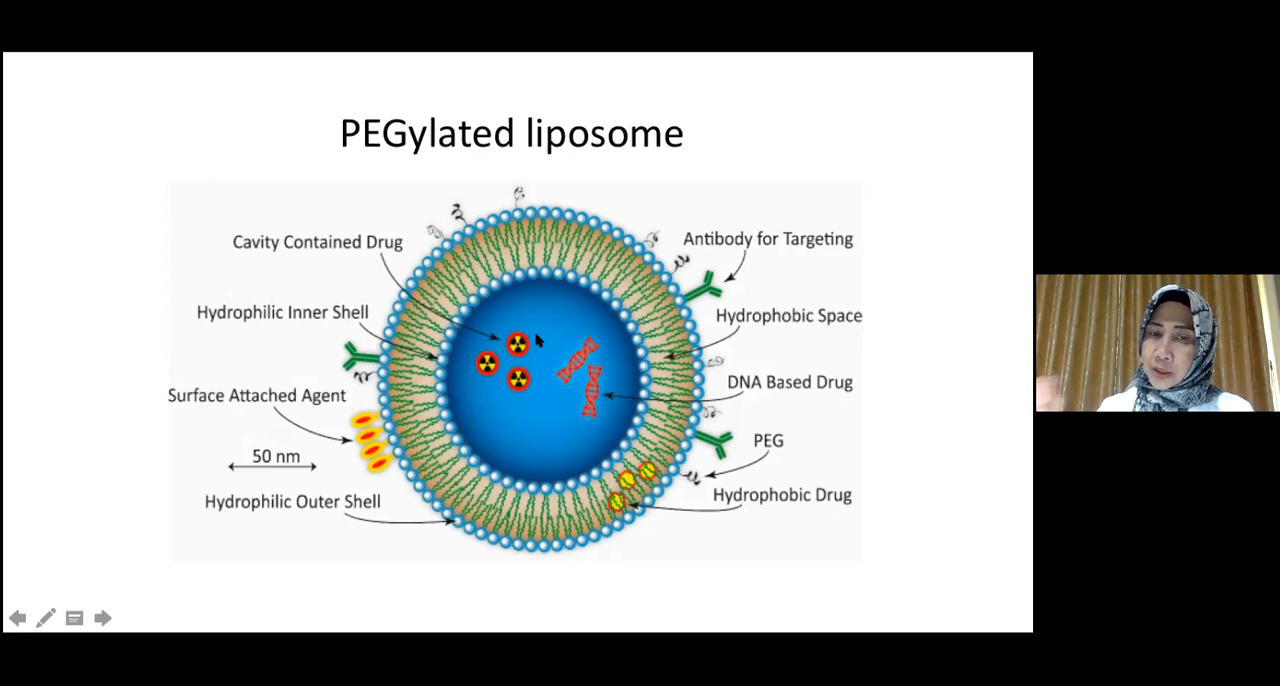 PEGylated liposome
Cavity Contained Drug
Antibody for Targeting
Hydrophilic Inner Shell
Hydrophobic Space
Surface Attached Agent
DNA Based Drug
50 nm
PEG
Hydrophilic Outer Shell
Hydrophobic Drug